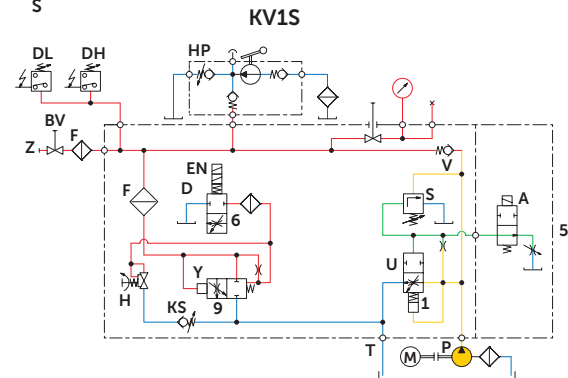 S
KV1S
DL DH HP
BV
Z F V
EN
F D S A
6 5
Y U
H 9 1
KS
T M P